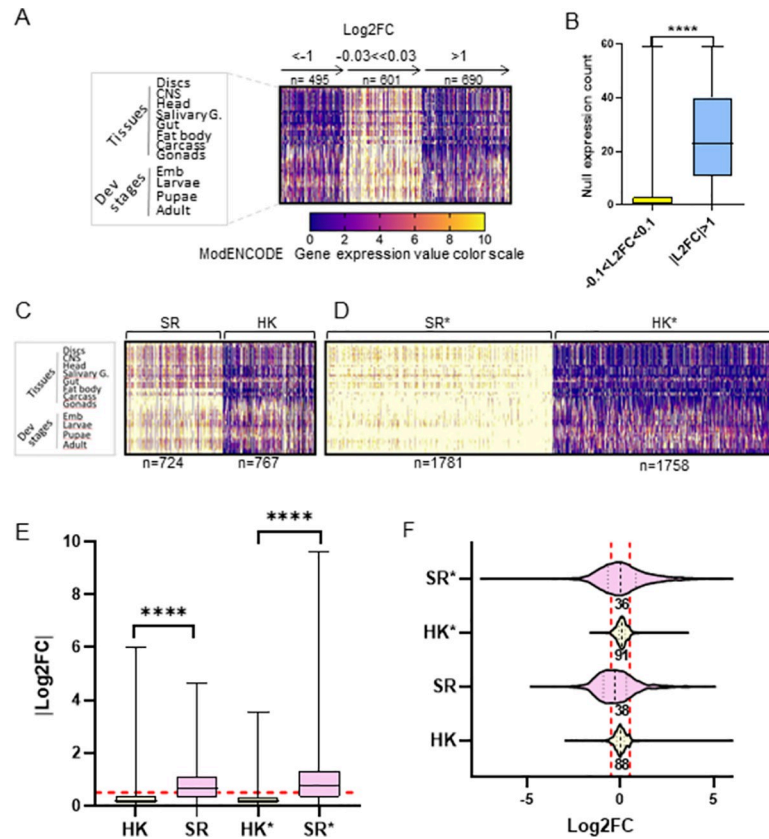 A
Log2FC
<-1 -0.03<<0.03 >1
n= 495 n= 601 n= 690
Tissues
Discs
CNS
Head
Salivary G.
Gut
Fat body
Carcass
Gonads
Dev stages
Emb
Larvae
Pupae
Adult
0 2 4 6 8 10
ModENCODE Gene expression value color scale
B
****
Null expression count
60
40
20
0
-0.1<L2FC<0.1
|L2FC|>1
C
SR HK
Tissues
Discs
CNS
Head
Salivary G.
Gut
Fat body
Carcass
Gonads
Dev stages
Emb
Larvae
Pupae
Adult
n=724 n=767
D
SR* HK*
n=1781 n=1758
E
****
****
|Log2FC|
10
8
6
4
2
0
HK SR HK* SR*
F
SR*
36
HK*
91
SR
38
HK
88
-5 0 5
Log2FC